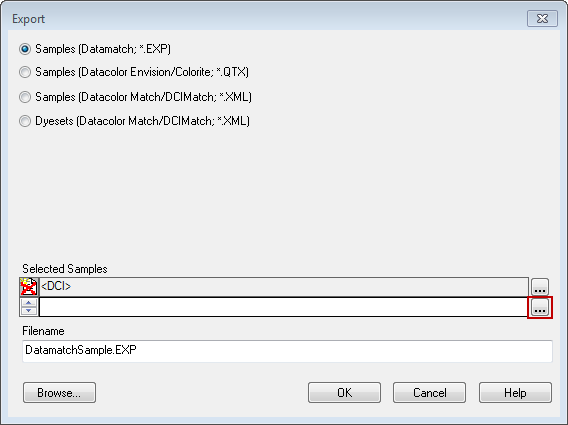 Export
Samples (Datamatch; *.EXP)
Samples (Datacolor Envision/Colorite; *.QTX)
Samples (Datacolor Match/DCIMatch; *.XML)
Dyesets (Datacolor Match/DCIMatch; *.XML)
Selected Samples
<DCI> ...
...
Filename
DatamatchSample.EXP
Browse... OK Cancel Help